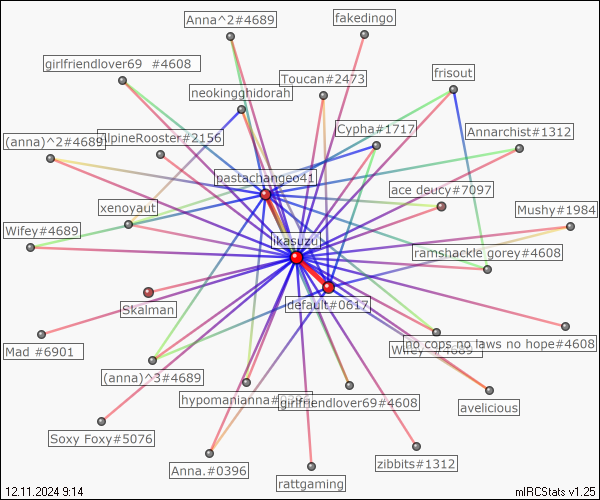 Anna^2#4689
fakedingo
girlfriendlover69 #4608
Toucan#2473
frisout
neokingghidorah
(anna)^2#4689
AlpineRooster#2156
Cypha#1717
Annarchist#1312
pastachange041
ace deucy#7097
xenoyaut
Mushy#1984
Wifey#4689
ikasuzu
ramshackle gorey#4608
Skalman
default#0617
Mad #6901
no cops no laws no hope#4608
(anna)^3#4689
hypomanianna#
girlfriendlover69#4608
avelicious
Soxy Foxy#5076
Anna.#0396
zibbits#1312
rattgaming
12.11.2024 9:14
mIRCStats v1.25